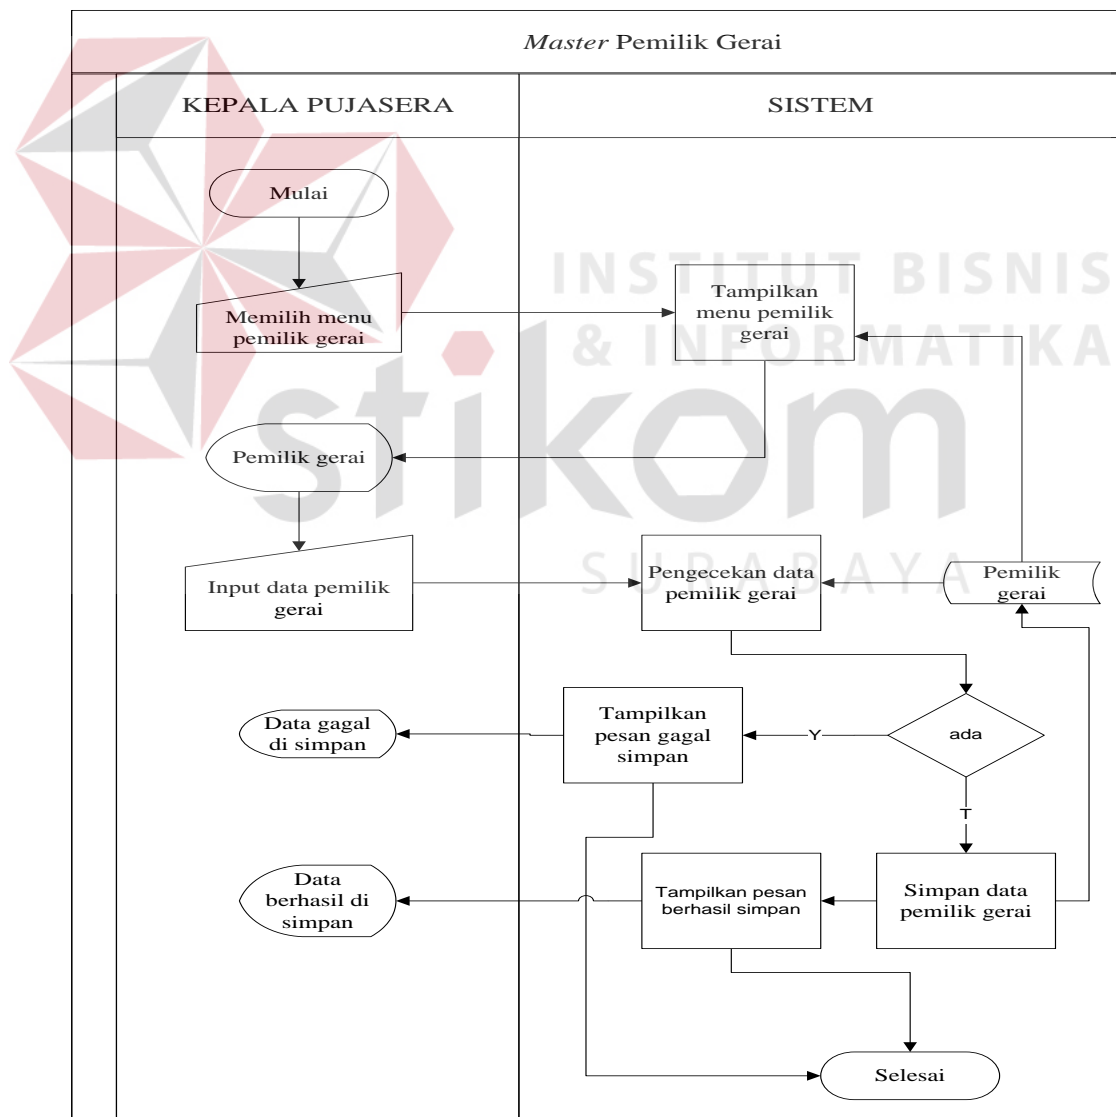 Master Pemilik Gerai
KEPALA PUJASERA
SISTEM
Mulai
INSTITUT BISNIS
& INFORMATIKA
stikom
SURABAYA
Memilih menu
pemilik gerai
Tampilkan
menu pemilik
gerai
Pemilik gerai
Input data pemilik
gerai
Pengecekan data
pemilik gerai
Pemilik
gerai
Data gagal
di simpan
Tampilkan
pesan gagal
simpan
Y
ada
T
Data
berhasil di
simpan
Tampilkan pesan
berhasil simpan
Simpan data
pemilik gerai
Selesai